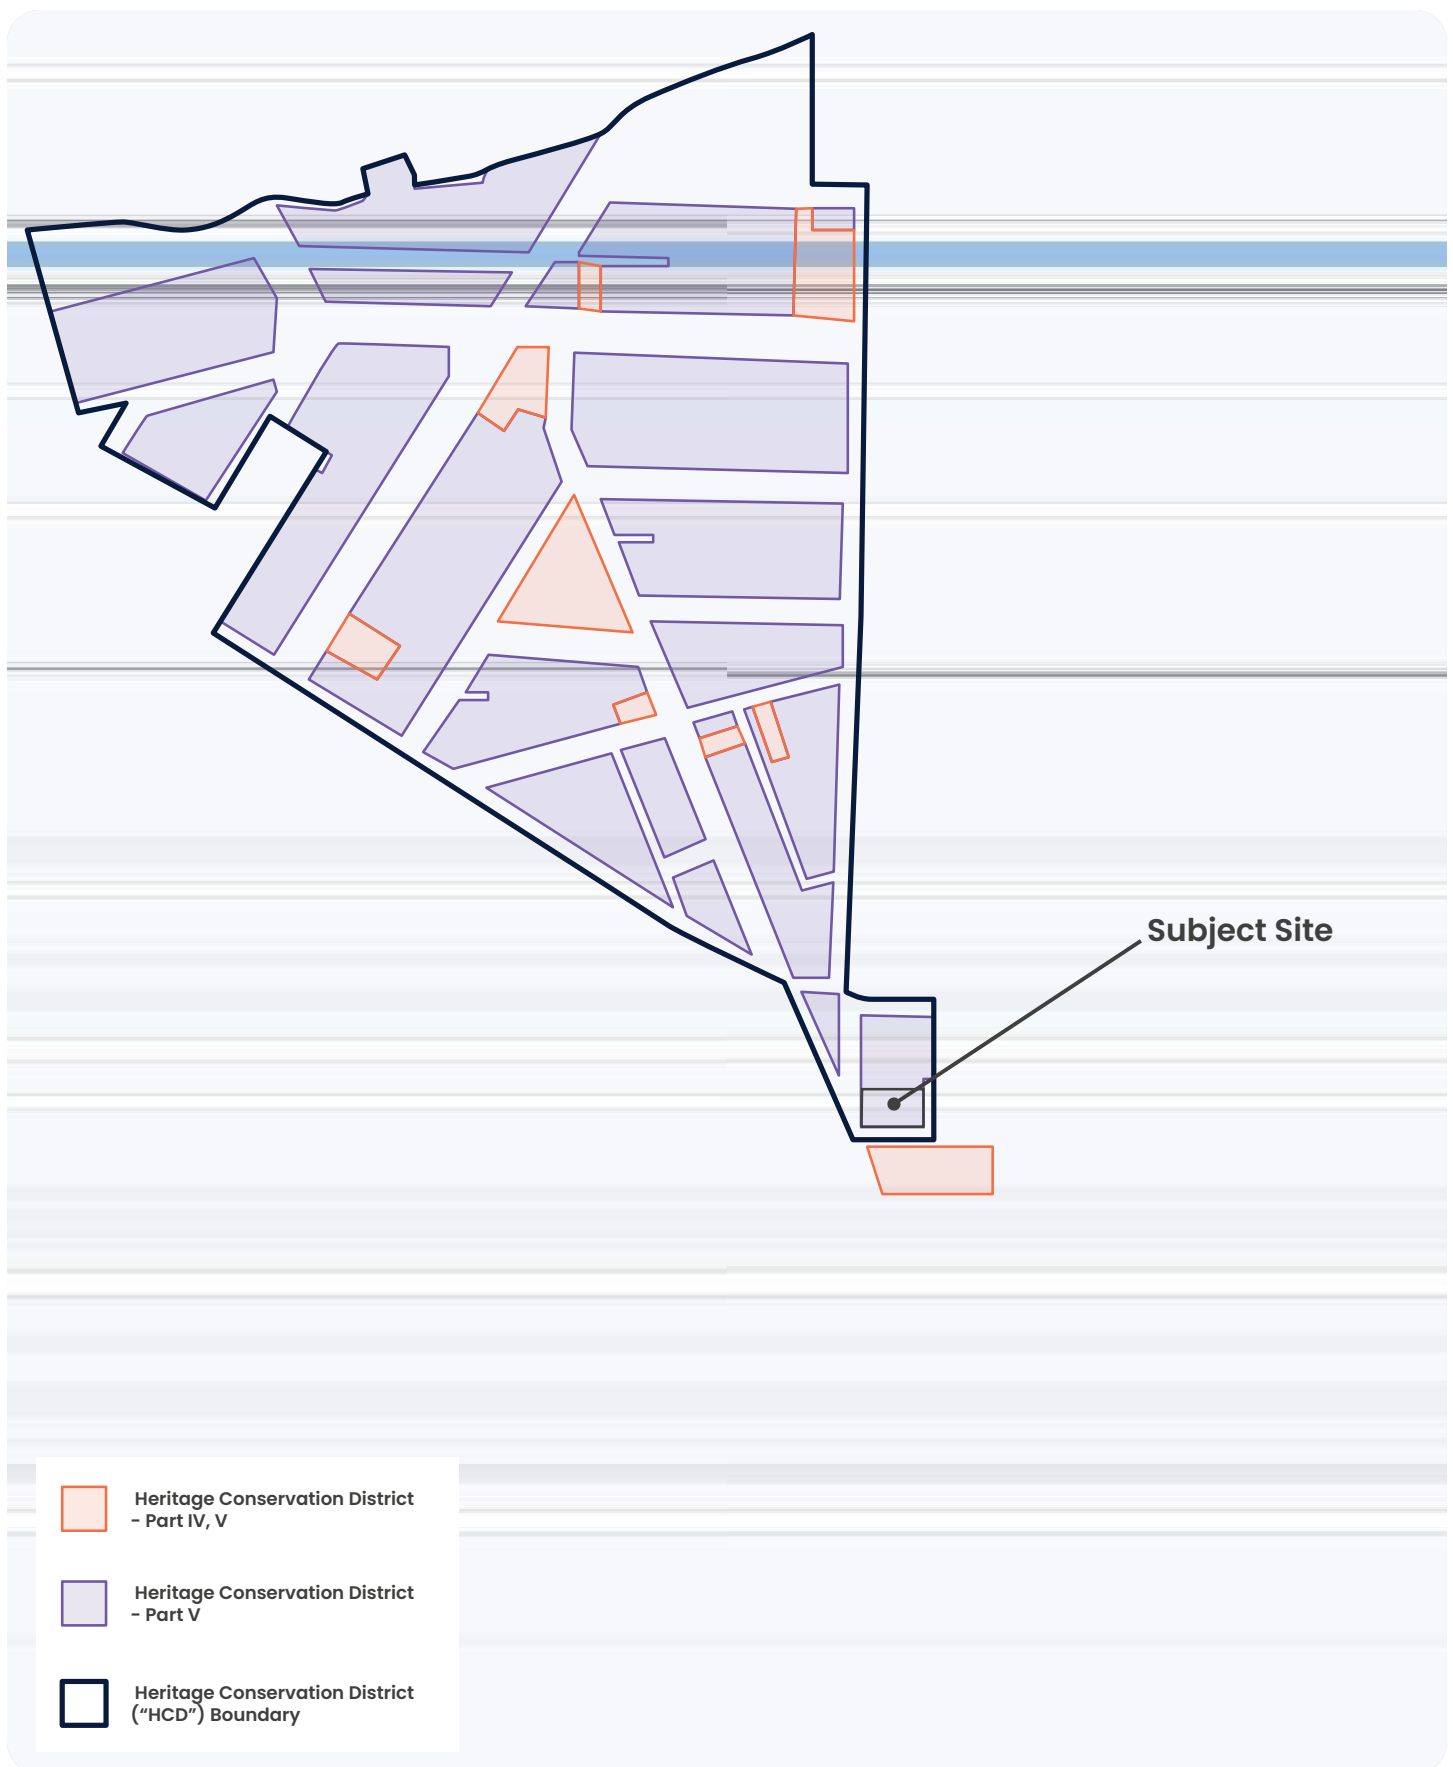 Subject Site
Heritage Conservation District
- Part IV, V
Heritage Conservation District
- Part V
Heritage Conservation District
(“HCD”) Boundary